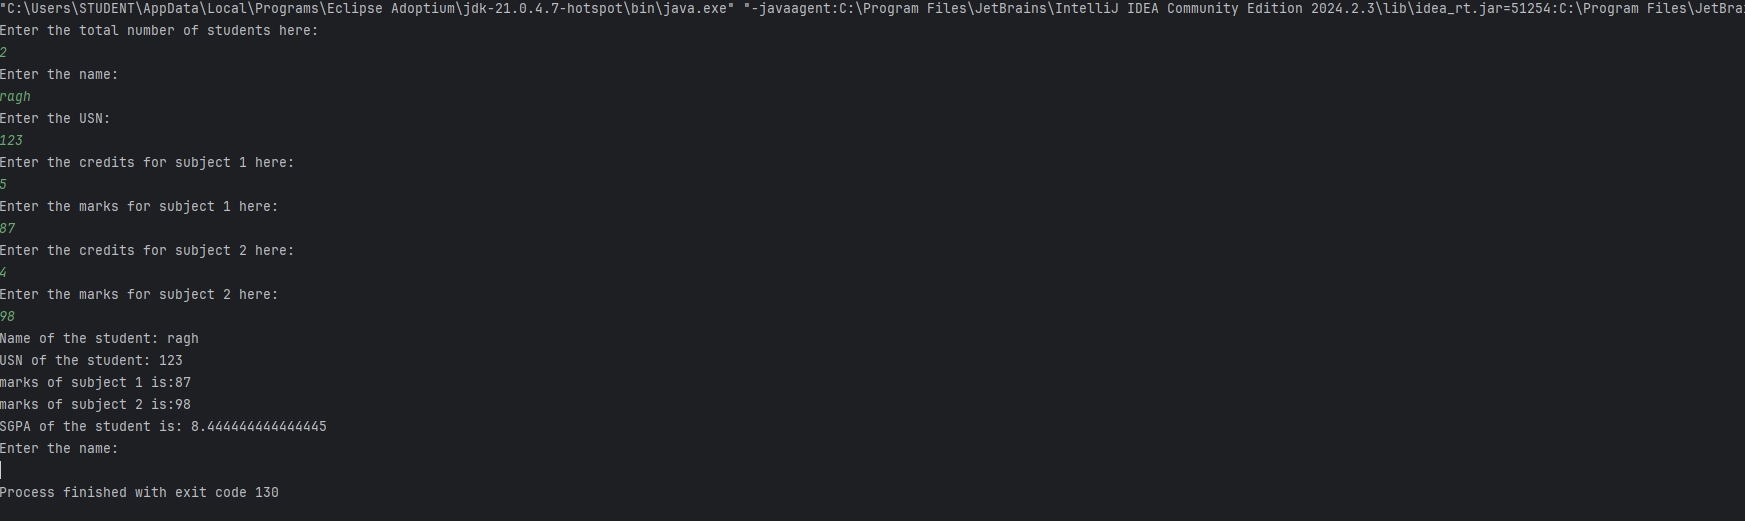 "C:\Users\STUDENT\AppData\Local\Programs\Eclipse Adoptium\jdk-21.0.4.7-hotspot\bin\java.exe" "-javaagent:C:\Program Files\JetBrains\IntelliJ IDEA Community Edition 2024.2.3\lib\idea_rt.jar=51254:C:\Program Files\JetBrai
Enter the total number of students here:
2
Enter the name:
ragh
Enter the USN:
123
Enter the credits for subject 1 here:
5
Enter the marks for subject 1 here:
87
Enter the credits for subject 2 here:
4
Enter the marks for subject 2 here:
98
Name of the student: ragh
USN of the student: 123
marks of subject 1 is:87
marks of subject 2 is:98
SGPA of the student is: 8.444444444444445
Enter the name:
Process finished with exit code 130